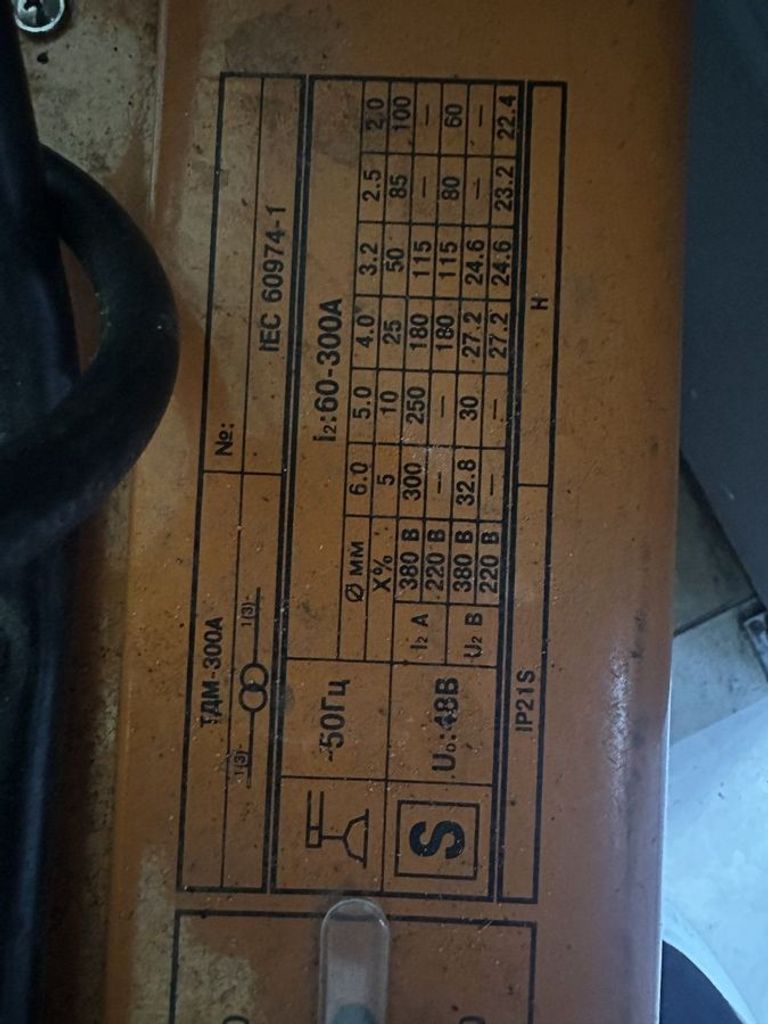 ТДМ-300А №:
1(3)~ 1(3)~ IEC 60974-1
~50Гц I₂:60-300А
Ø мм 6.0 5.0 4.0 3.2 2.5 2.0
X% 5 10 25 50 85 100
I₂ А 380 В 300 250 180 115 — —
220 В — — 180 115 80 60
S U₀:48В
U₂ В 380 В 32.8 30 27.2 24.6 — —
220 В — — 27.2 24.6 23.2 22.4
IP21S H